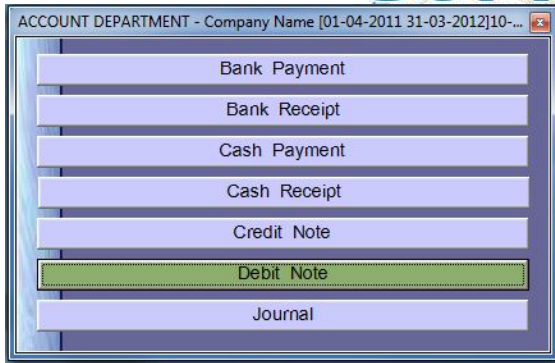 ACCOUNT DEPARTMENT - Company Name [01-04-2011 31-03-2012]10-...
Bank Payment
Bank Receipt
Cash Payment
Cash Receipt
Credit Note
Debit Note
Journal